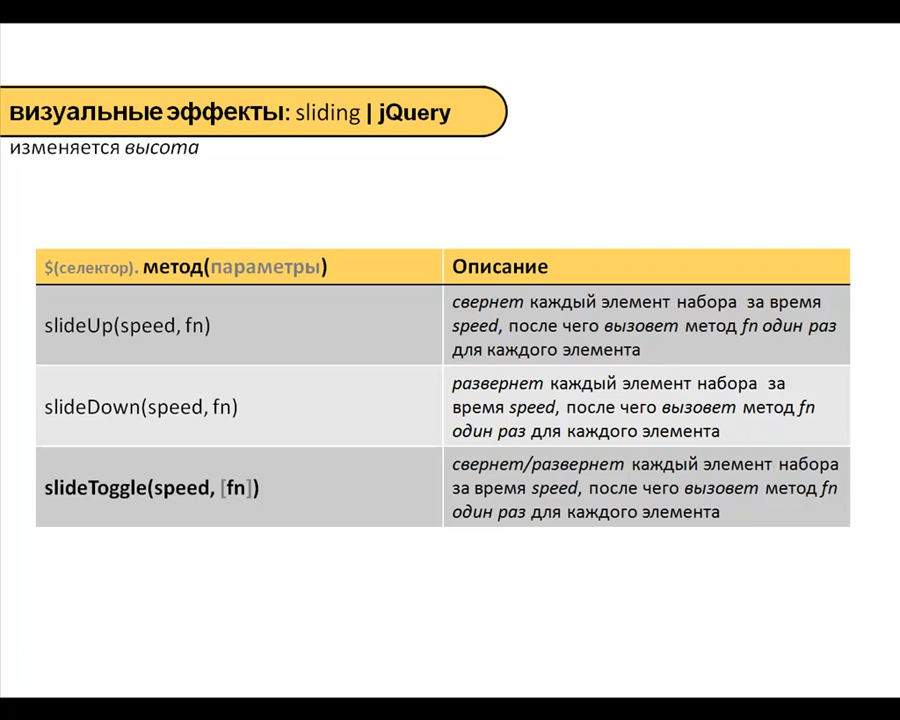 визуальные эффекты: sliding | jQuery
изменяется высота
$(селектор). метод(параметры)
Описание
slideUp(speed, fn)
свернет каждый элемент набора за время
speed, после чего вызовет метод fn один раз
для каждого элемента
slideDown(speed, fn)
развернет каждый элемент набора за
время speed, после чего вызовет метод fn
один раз для каждого элемента
slideToggle(speed, [fn])
свернет/развернет каждый элемент набора
за время speed, после чего вызовет метод fn
один раз для каждого элемента